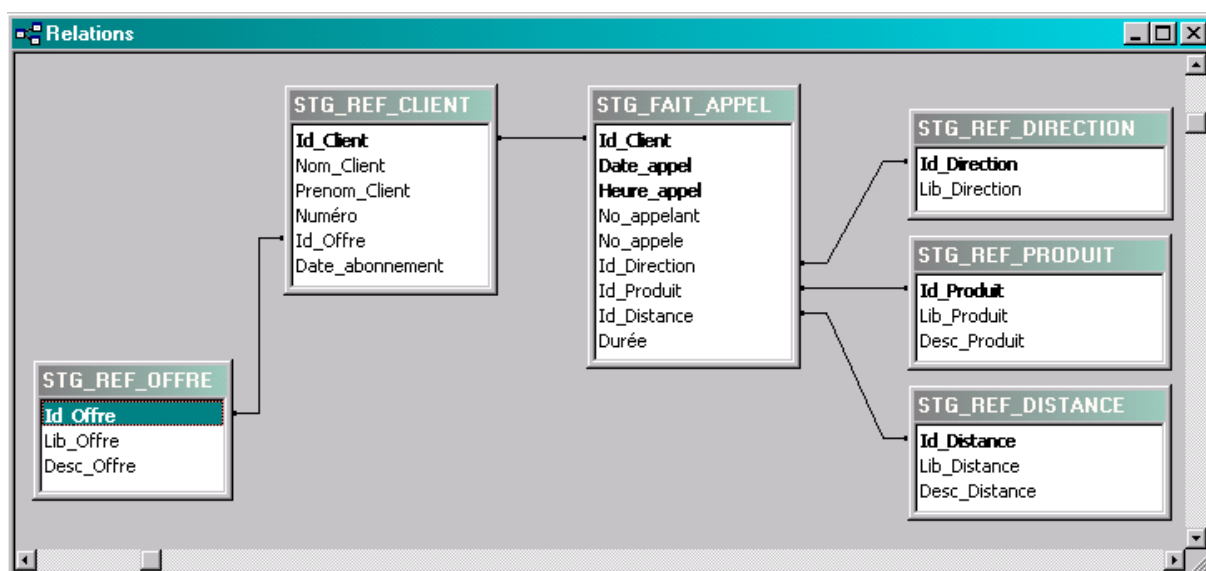 Relations
STG_REF_CLIENT
Id_Client
Nom_Client
Prenom_Client
Numéro
Id_Offre
Date_abonnement
STG_FAIT_APPEL
Id_Client
Date_appel
Heure_appel
No_appelant
No_appele
Id_Direction
Id_Produit
Id_Distance
Durée
STG_REF_DIRECTION
Id_Direction
Lib_Direction
STG_REF_PRODUIT
Id_Produit
Lib_Produit
Desc_Produit
STG_REF_OFFRE
Id_Offre
Lib_Offre
Desc_Offre
STG_REF_DISTANCE
Id_Distance
Lib_Distance
Desc_Distance